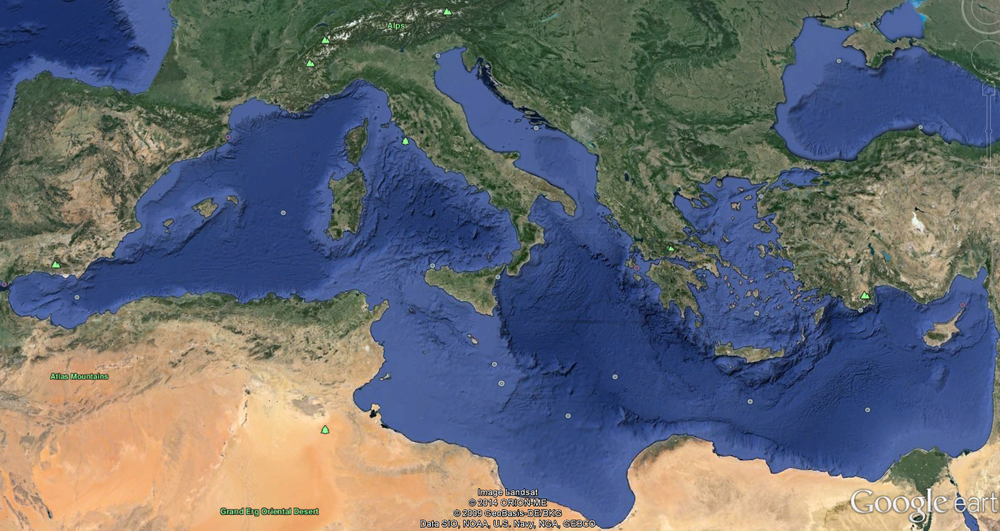 Alps
Atlas Mountains
Grand Erg Oriental Desert
Image Landsat
© 2014 ORION-ME
© 2009 GeoBasis-DE/BKG
Data SIO, NOAA, U.S. Navy, NGA, GEBCO
Google eart